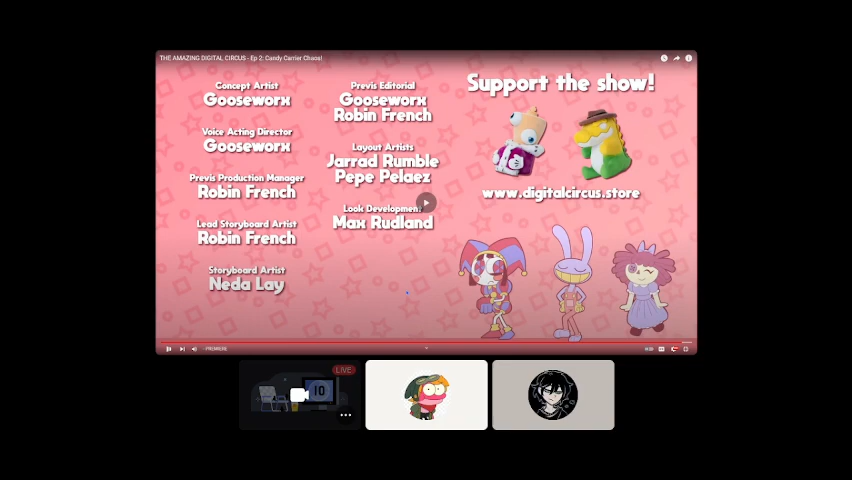 THE AMAZING DIGITAL CIRCUS - Ep 2: Candy Carrier Chaos!
Concept Artist
Gooseworx
Voice Acting Director
Gooseworx
Previs Production Manager
Robin French
Lead Storyboard Artist
Robin French
Storyboard Artist
Neda Lay
Previs Editorial
Gooseworx
Robin French
Layout Artists
Jarrad Rumble
Pepe Pelaez
Look Development
Max Rudland
Support the show!
www.digitalcircus.store
PREMIERE
LIVE
10